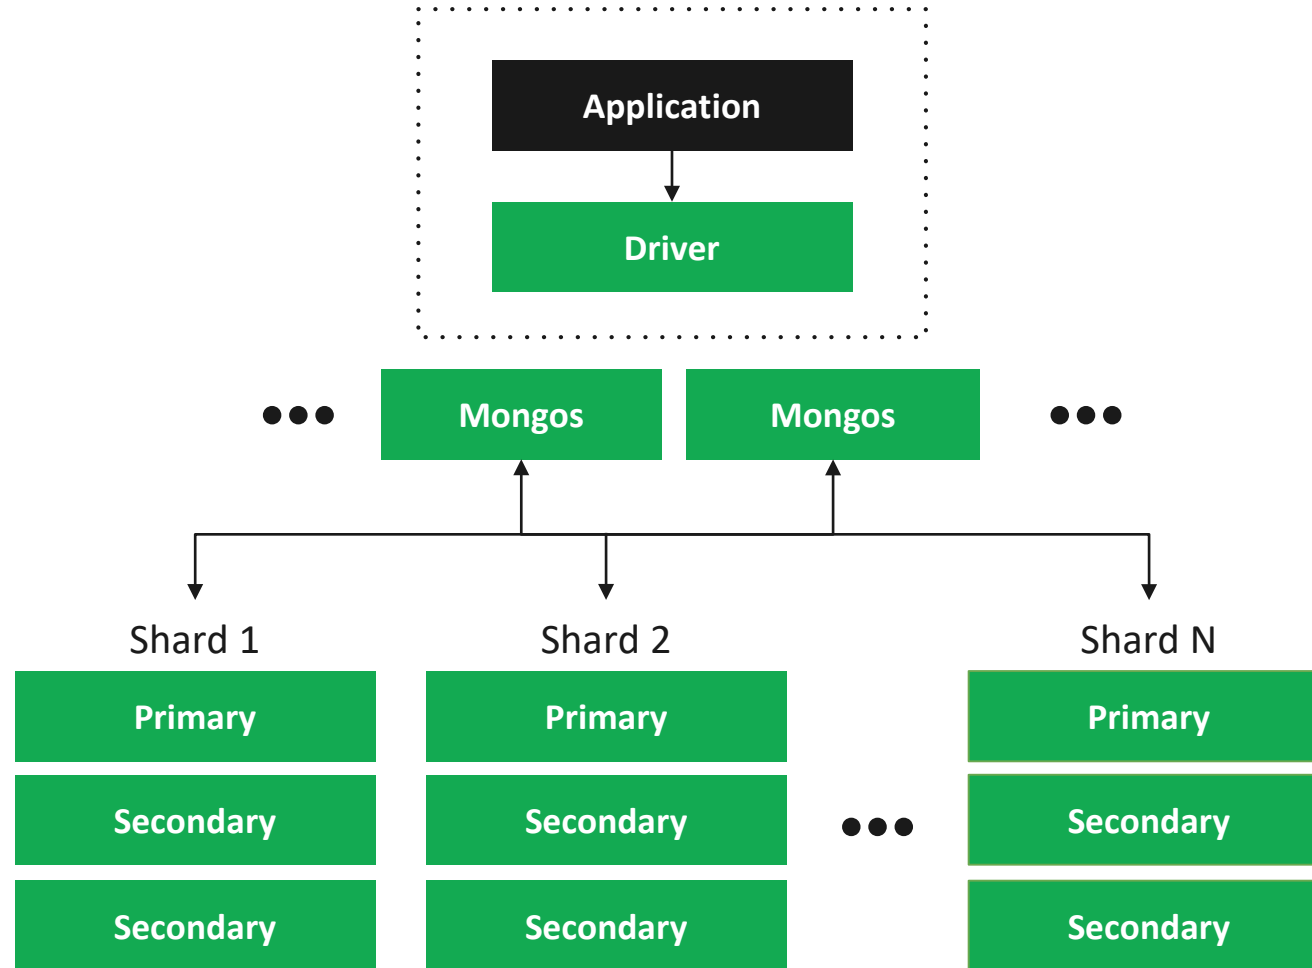 Application
Driver
Mongos Mongos
Shard 1 Shard 2 Shard N
Primary Primary Primary
Secondary Secondary Secondary
Secondary Secondary Secondary